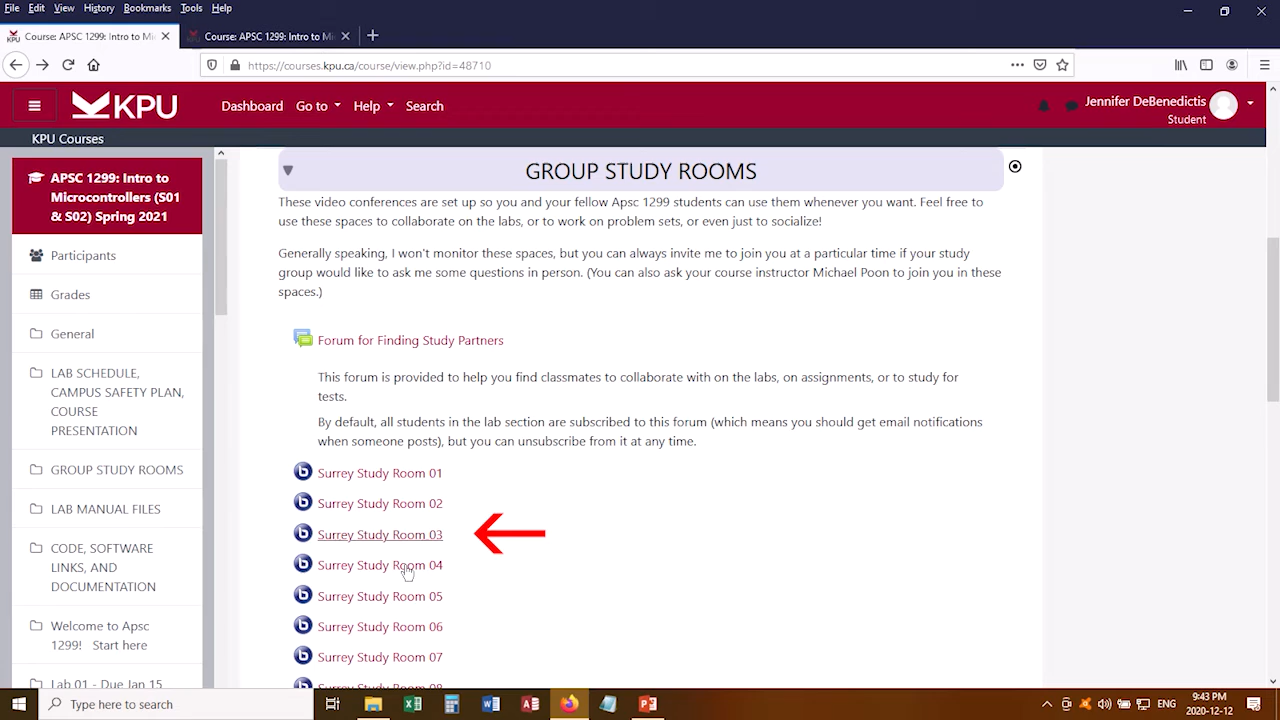 File Edit View History Bookmarks Tools Help
Course: APSC 1299: Intro to Mi
Course: APSC 1299: Intro to Mi
https://courses.kpu.ca/course/view.php?id=48710
KPU
Dashboard Go to Help Search
Jennifer DeBenedictis
Student
KPU Courses
APSC 1299: Intro to
Microcontrollers (S01
& S02) Spring 2021
Participants
Grades
General
LAB SCHEDULE,
CAMPUS SAFETY PLAN,
COURSE
PRESENTATION
GROUP STUDY ROOMS
LAB MANUAL FILES
CODE, SOFTWARE
LINKS, AND
DOCUMENTATION
Welcome to Apsc
1299! Start here
Lab 01 - Due Jan 15
GROUP STUDY ROOMS
These video conferences are set up so you and your fellow Apsc 1299 students can use them whenever you want. Feel free to
use these spaces to collaborate on the labs, or to work on problem sets, or even just to socialize!
Generally speaking, I won't monitor these spaces, but you can always invite me to join you at a particular time if your study
group would like to ask me some questions in person. (You can also ask your course instructor Michael Poon to join you in these
spaces.)
Forum for Finding Study Partners
This forum is provided to help you find classmates to collaborate with on the labs, on assignments, or to study for
tests.
By default, all students in the lab section are subscribed to this forum (which means you should get email notifications
when someone posts), but you can unsubscribe from it at any time.
Surrey Study Room 01
Surrey Study Room 02
Surrey Study Room 03
Surrey Study Room 04
Surrey Study Room 05
Surrey Study Room 06
Surrey Study Room 07
Surrey Study Room 08
Type here to search
9:43 PM
2020-12-12